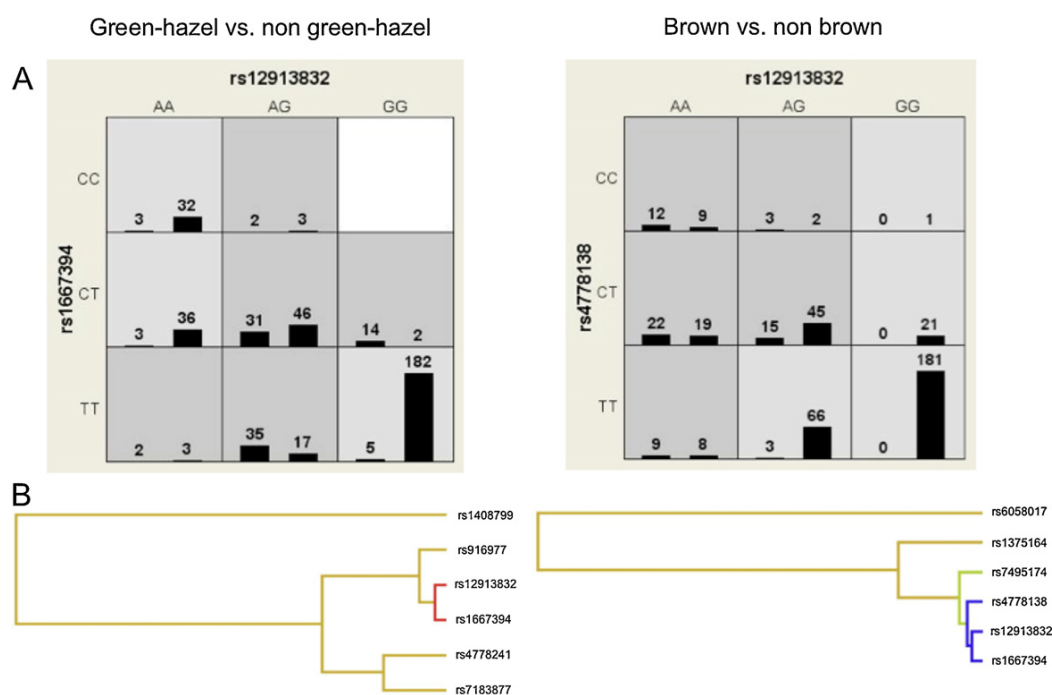 Green-hazel vs. non green-hazel
Brown vs. non brown
A
rs12913832
AA AG GG
rs1667394
CC
3 32 2 3
CT
3 36 31 46 14 2
TT
2 3 35 17 5 182
rs12913832
AA AG GG
rs4778138
CC
12 9 3 2 0 1
CT
22 19 15 45 0 21
TT
9 8 3 66 0 181
B
rs1408799
rs916977
rs12913832
rs1667394
rs4778241
rs7183877
rs6058017
rs1375164
rs7495174
rs4778138
rs12913832
rs1667394